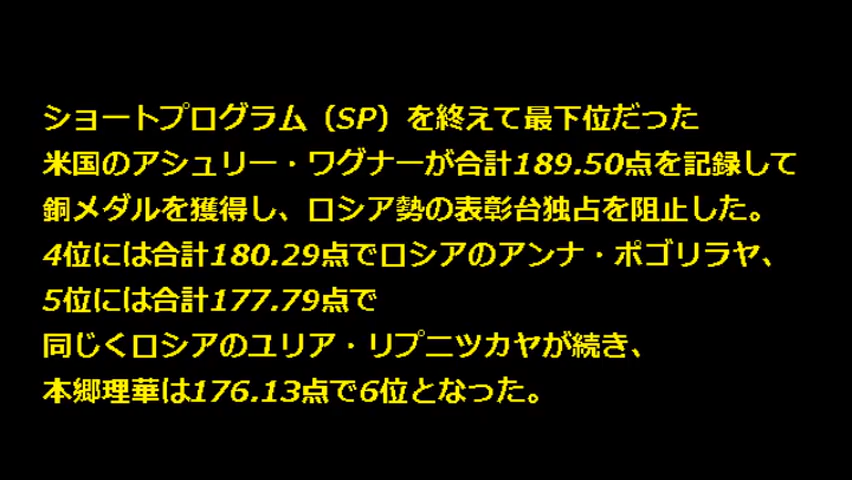 ショートプログラム（SP）を終えて最下位だった
米国のアシュリー・ワグナーが合計189.50点を記録して
銅メダルを獲得し、ロシア勢の表彰台独占を阻止した。
4位には合計180.29点でロシアのアンナ・ポゴリラヤ、
5位には合計177.79点で
同じくロシアのユリア・リプニツカヤが続き、
本郷理華は176.13点で6位となった。